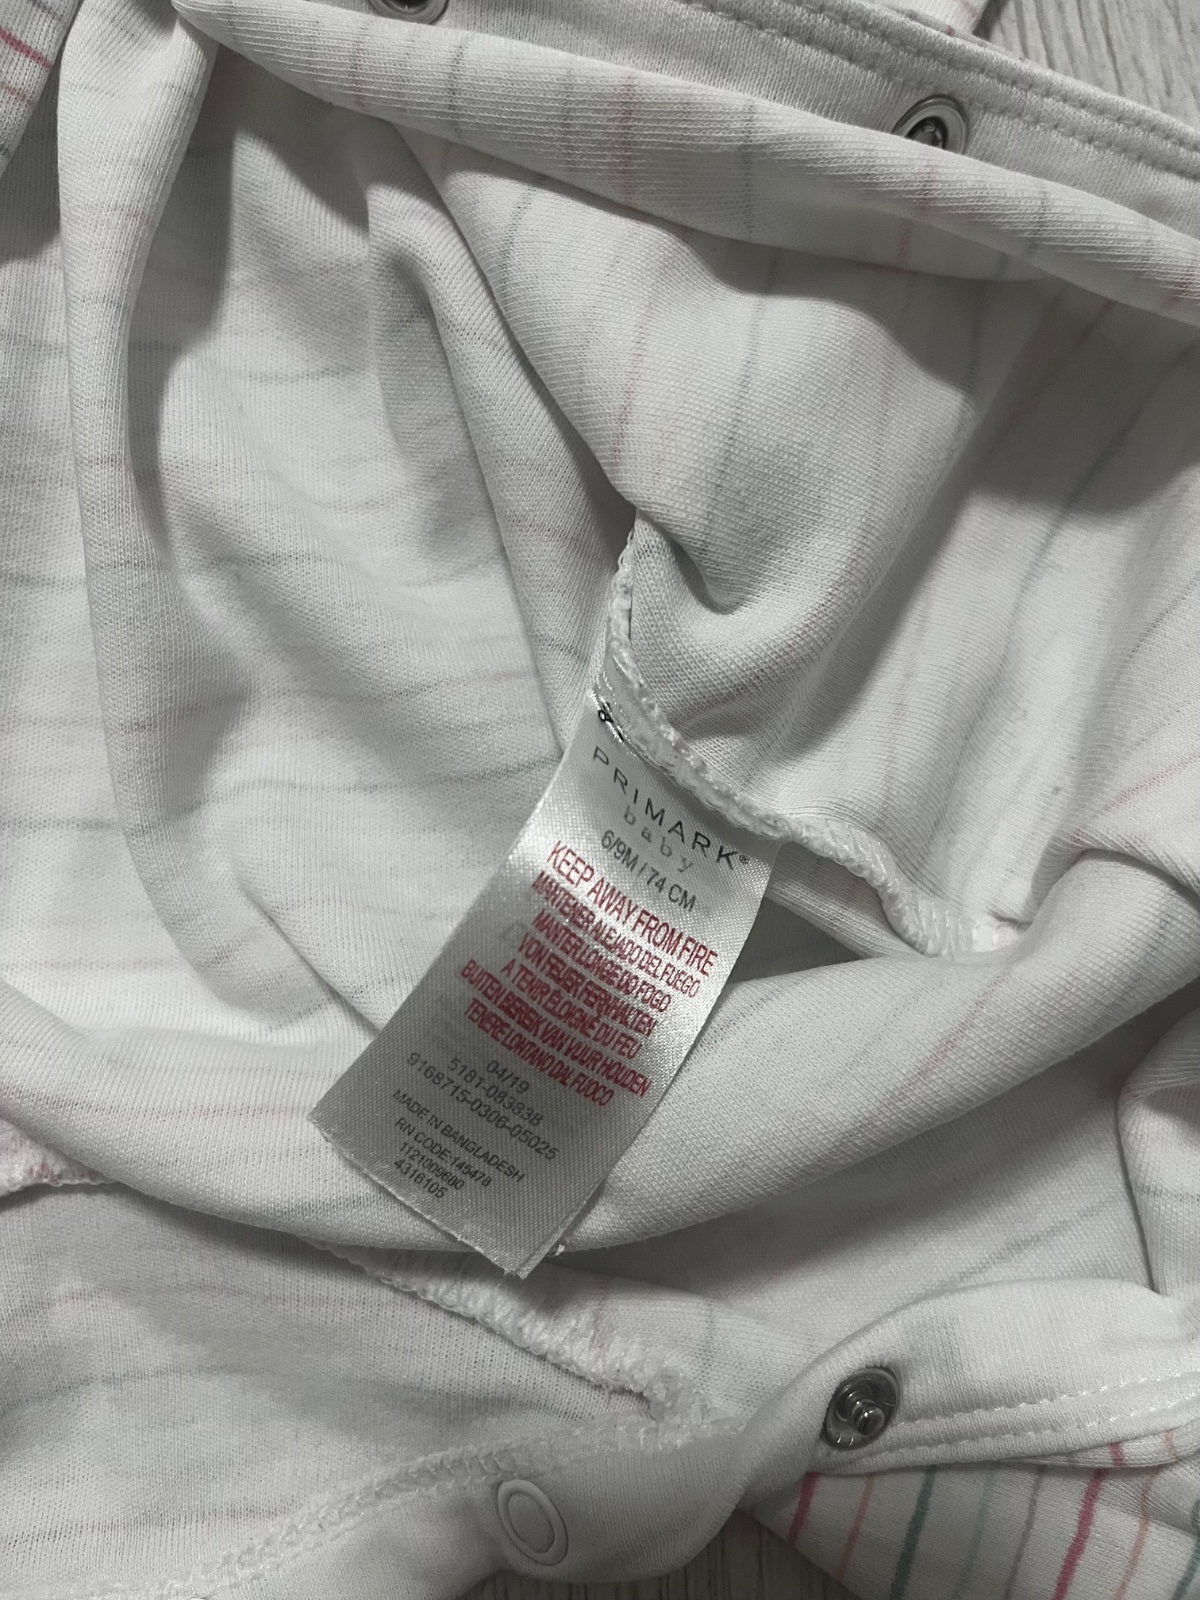 PRIMARK®
baby
6/9M / 74 CM
KEEP AWAY FROM FIRE
MANTENER ALEJADO DEL FUEGO
MANTER LONGE DO FOGO
VON FEUER FERNHALTEN
A TENIR ÉLOIGNÉ DU FEU
BUITEN BEREIK VAN VUUR HOUDEN
TENERE LONTANO DAL FUOCO
04/19
5181-083838
9168715-0306-05025
MADE IN BANGLADESH
RN CODE:145478
1121009680
4316105